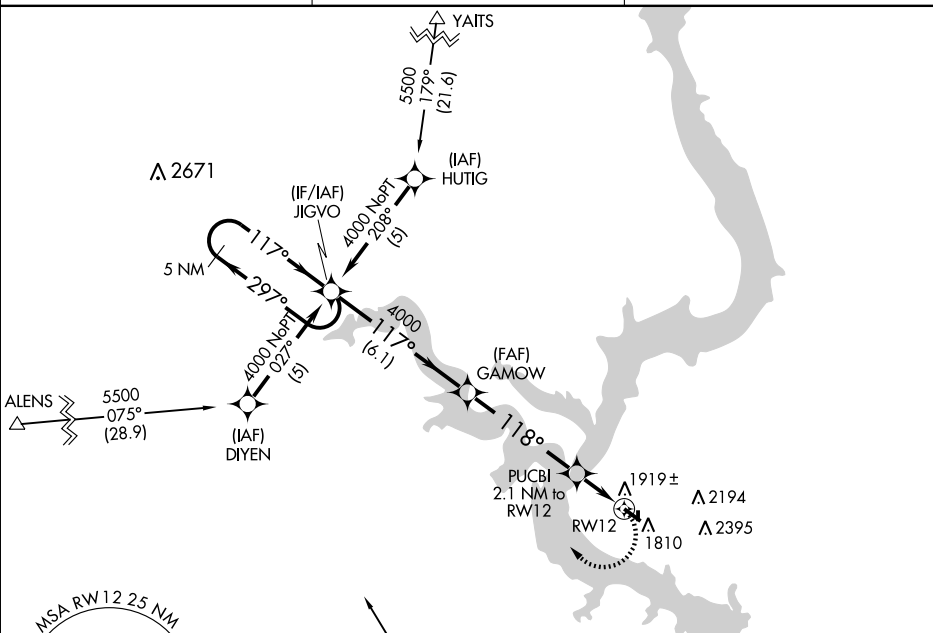 YAITS
5500
179°
(21.6)
2671
(IAF)
HUTIG
(IF/IAF)
JIGVO
4000 NoPT
208°
(5)
117°
5 NM
297°
4000
117°
(6.1)
4000 NoPT
027°
(5)
(FAF)
GAMOW
ALENS
5500
075°
(28.9)
(IAF)
DIYEN
118°
PUCBI
2.1 NM to
RW12
1919±
2194
RW12
1810
2395
MSA RW 12 25 NM